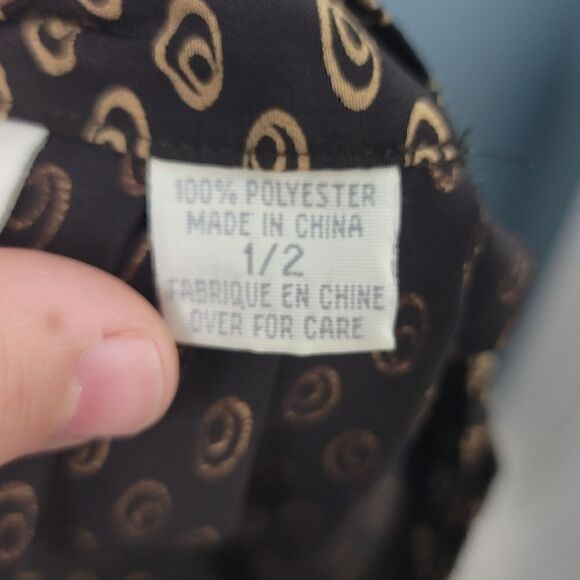 100% POLYESTER
MADE IN CHINA
1/2
FABRIQUE EN CHINE
OVER FOR CARE